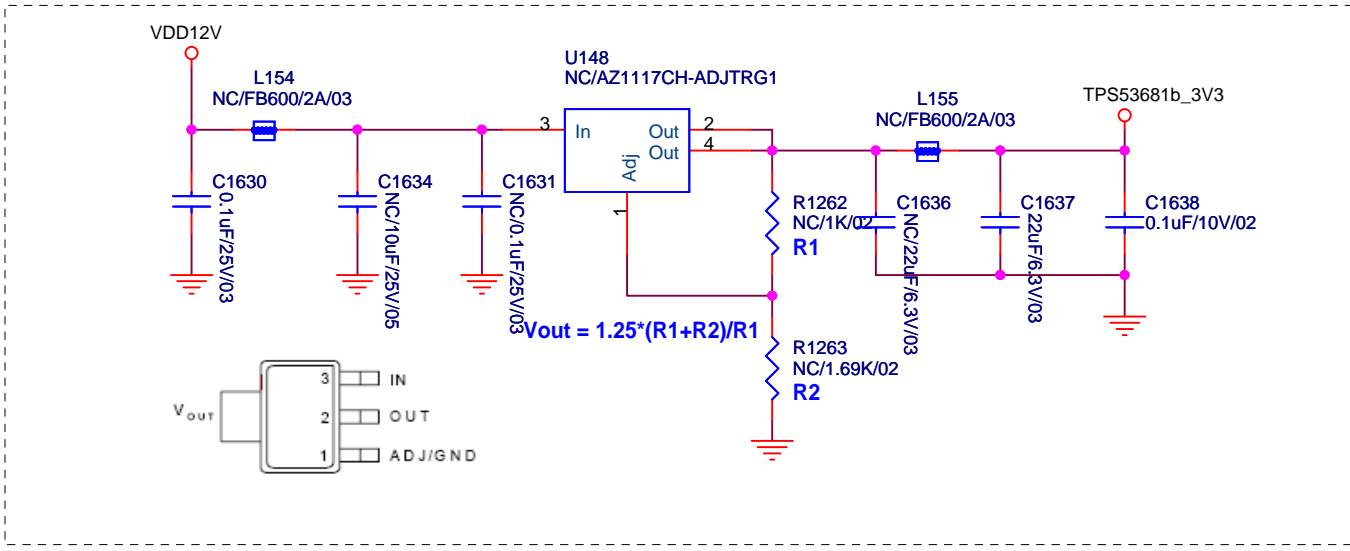 VDD12V
L154
NC/FB600/2A/03
C1630
0.1uF/25V/03
C1634
NC/10uF/25V/05
C1631
NC/0.1uF/25V/03
U148
NC/AZ1117CH-ADJTRG1
3
In
Out
2
Out
4
Adj
1
R1262
NC/1K/02
R1
C1636
NC/22uF/6.3V/03
L155
NC/FB600/2A/03
C1637
22uF/6.3V/03
TPS53681b_3V3
C1638
0.1uF/10V/02
Vout = 1.25*(R1+R2)/R1
R1263
NC/1.69K/02
R2
VOUT
3 IN
2 OUT
1 ADJ/GND